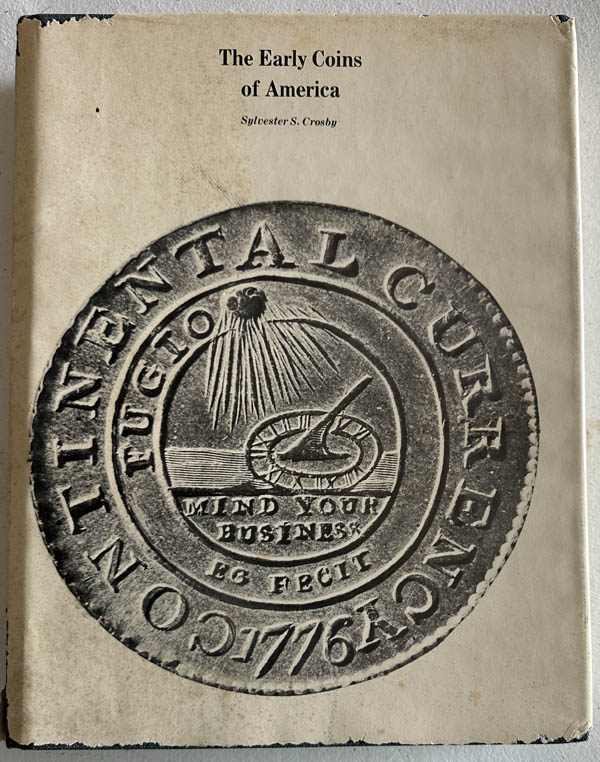 The Early Coins
of America
Sylvester S. Crosby
CONTINENTAL CURRENCY
1776
FUGIO
MIND YOUR
BUSINESS
EG FECIT